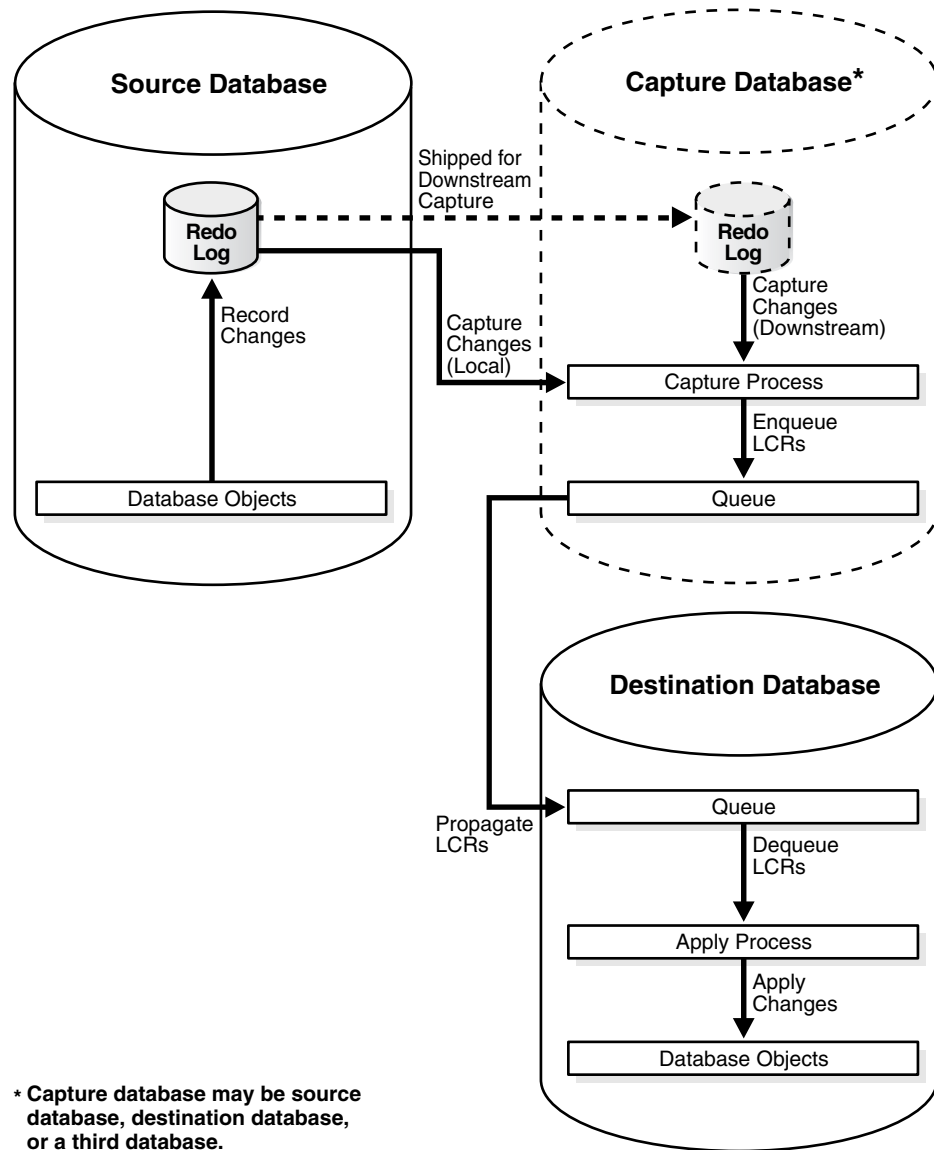 Source Database
Capture Database*
Shipped for
Downstream
Capture
Redo
Log
Redo
Log
Record
Changes
Capture
Changes
(Local)
Capture
Changes
(Downstream)
Capture Process
Enqueue
LCRs
Database Objects
Queue
Destination Database
Propagate
LCRs
Queue
Dequeue
LCRs
Apply Process
Apply
Changes
Database Objects
* Capture database may be source
database, destination database,
or a third database.